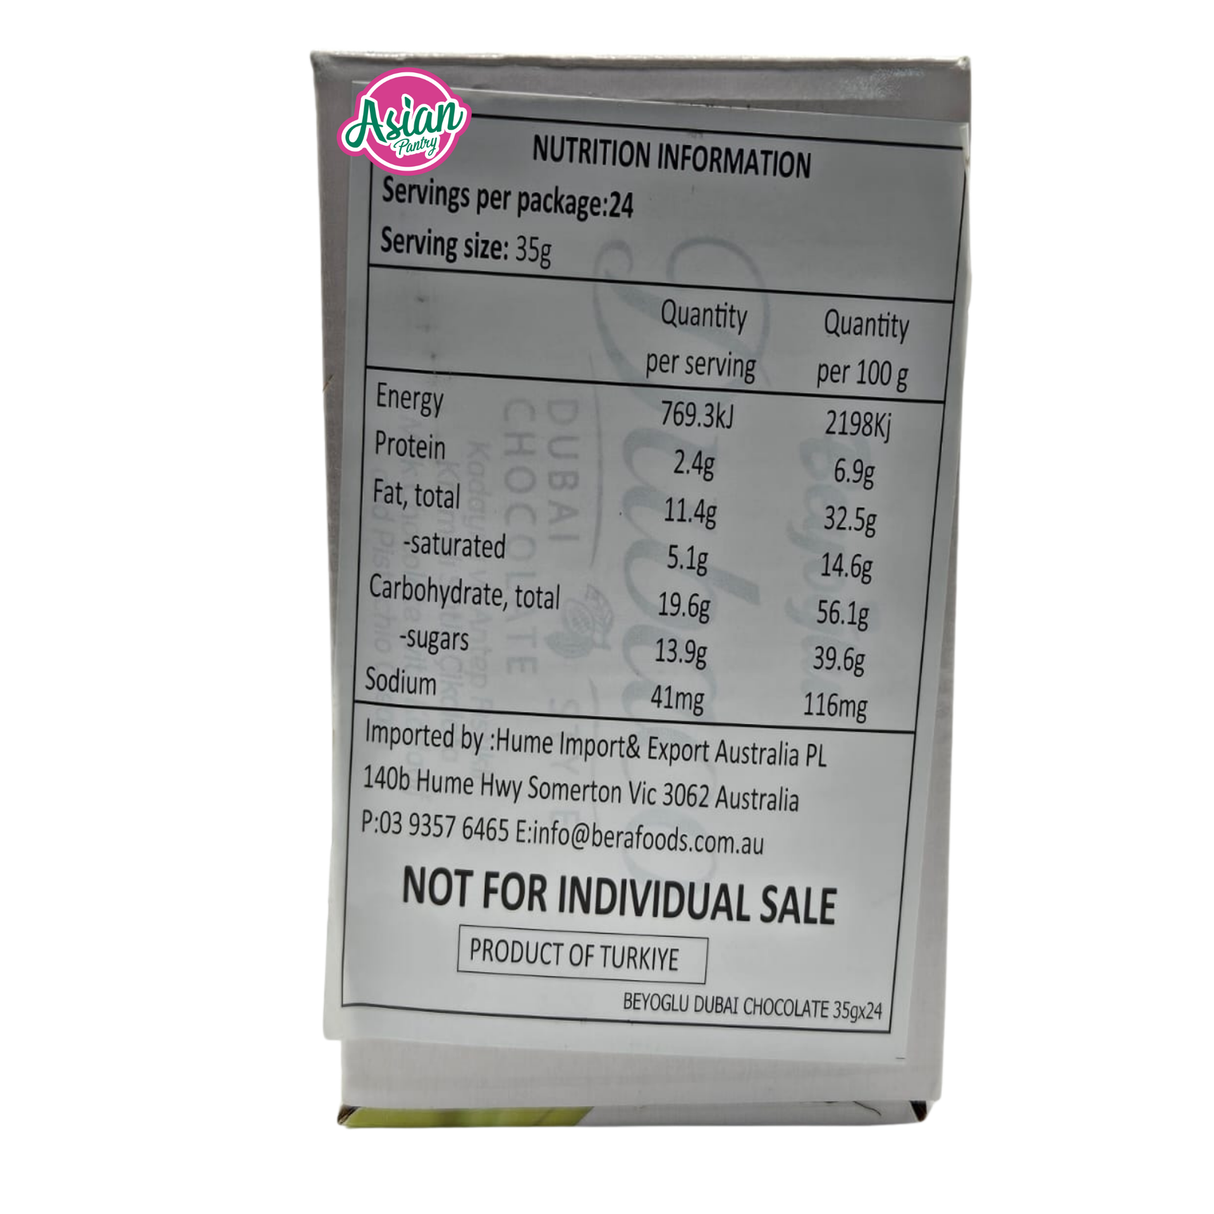 Asian
Pantry
NUTRITION INFORMATION
Servings per package:24
Serving size: 35g
Quantity Quantity
per serving per 100 g
Energy 769.3kJ 2198Kj
Protein 2.4g 6.9g
Fat, total 11.4g 32.5g
-saturated 5.1g 14.6g
Carbohydrate, total 19.6g 56.1g
-sugars 13.9g 39.6g
Sodium 41mg 116mg
Imported by :Hume Import& Export Australia PL
140b Hume Hwy Somerton Vic 3062 Australia
P:03 9357 6465 E:info@berafoods.com.au
NOT FOR INDIVIDUAL SALE
PRODUCT OF TURKIYE
BEYOGLU DUBAI CHOCOLATE 35gx24
DUBAI
CHOCOLATE